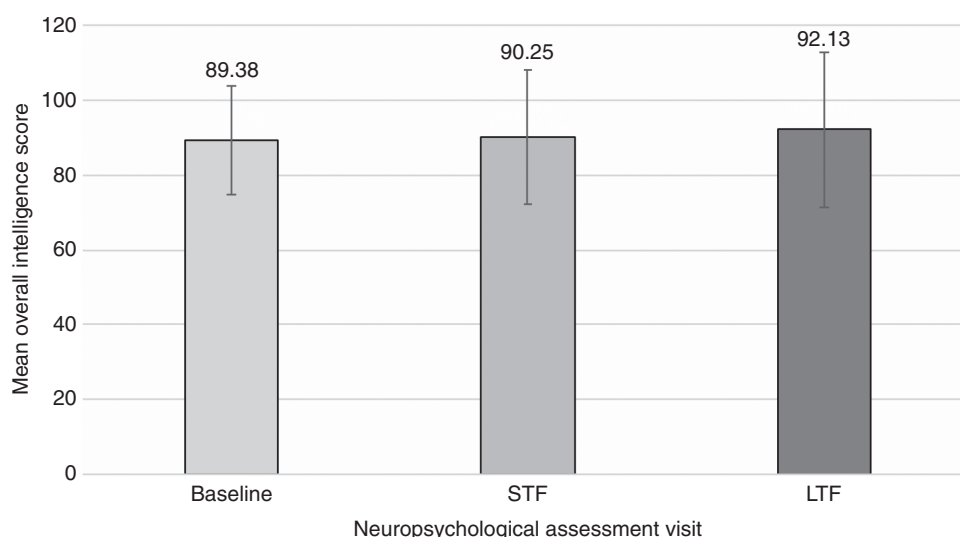 Mean overall intelligence score
120
100
80
60
40
20
0
89.38
90.25
92.13
Baseline
STF
LTF
Neuropsychological assessment visit